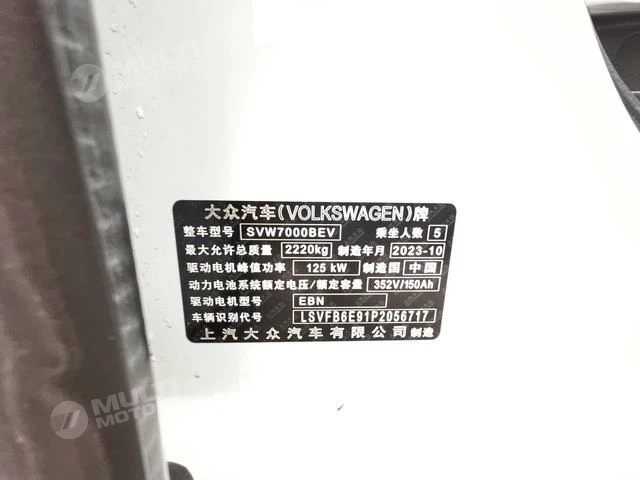 MULTI
MOTORS
大众汽车(VOLKSWAGEN)牌
整车型号 SVW7000BEV 乘坐人数 5
最大允许总质量 2220kg 制造年月 2023-10
驱动电机峰值功率 125 kW 制造国 中国
动力电池系统额定电压/额定容量 352V/150Ah
驱动电机型号 EBN
车辆识别代号 LSVFB6E91P2056717
上汽大众汽车有限公司 制造
MULTI
MOTORS